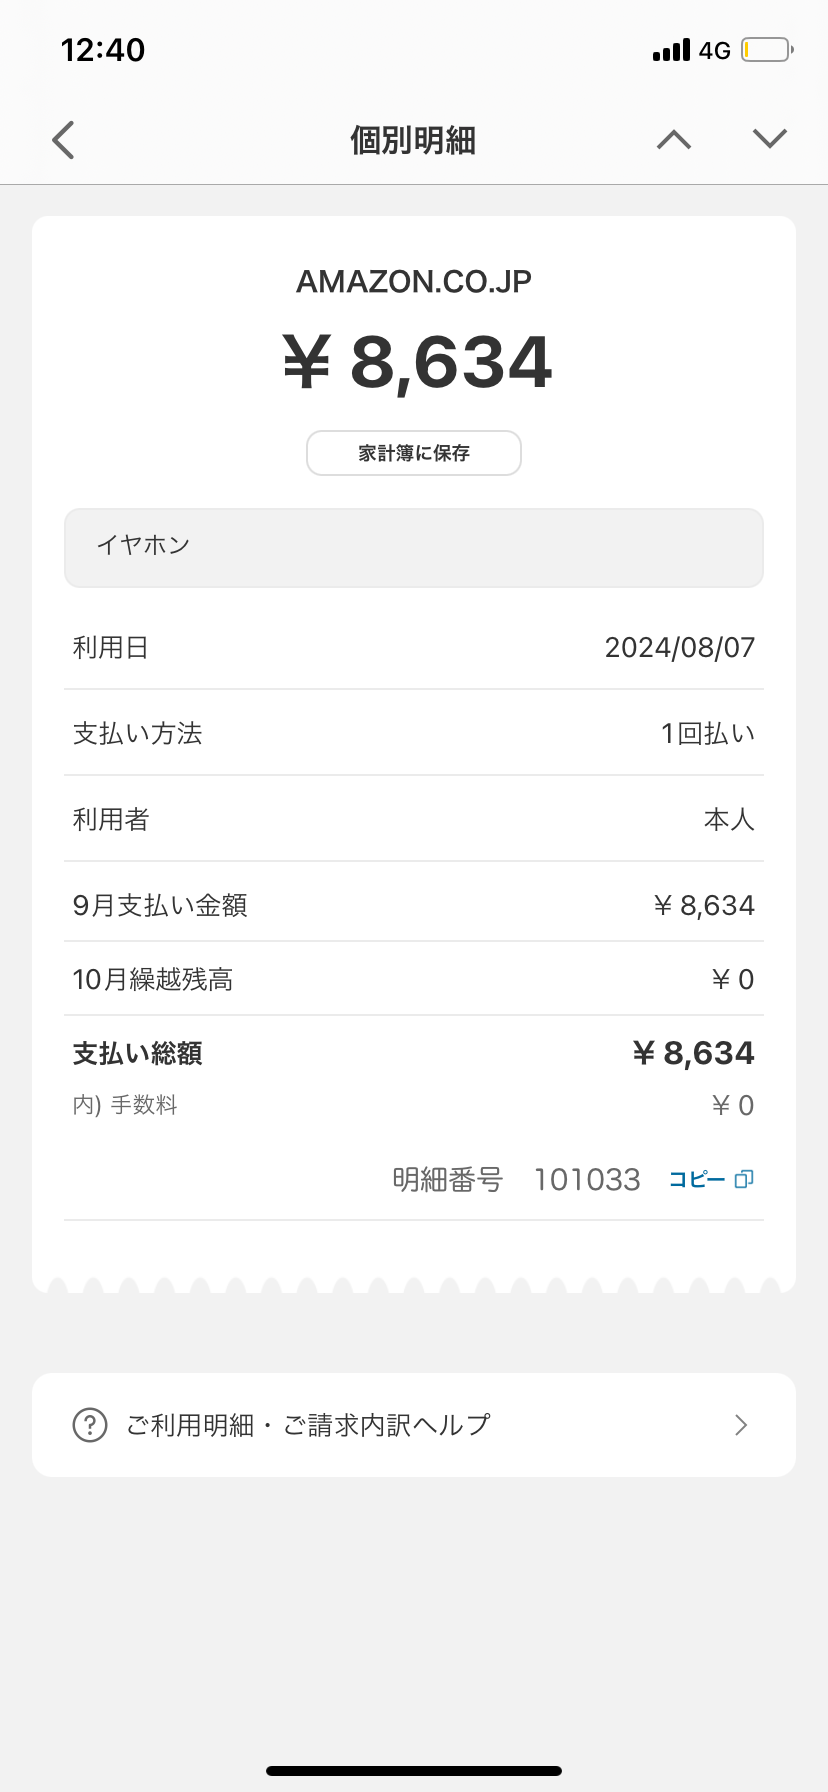 12:40 4G
個別明細
AMAZON.CO.JP
¥ 8,634
家計簿に保存
イヤホン
利用日 2024/08/07
支払い方法 1回払い
利用者 本人
9月支払い金額 ¥ 8,634
10月繰越残高 ¥ 0
支払い総額 ¥ 8,634
内) 手数料 ¥ 0
明細番号 101033 コピー
? ご利用明細・ご請求内訳ヘルプ